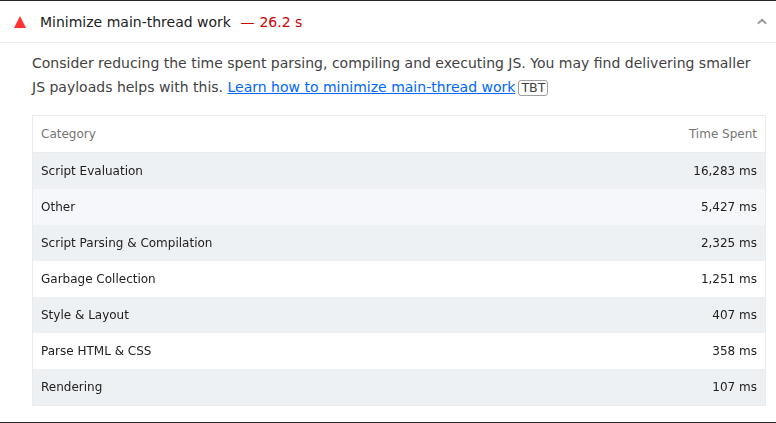 Minimize main-thread work — 26.2 s
Consider reducing the time spent parsing, compiling and executing JS. You may find delivering smaller
JS payloads helps with this. Learn how to minimize main-thread work TBT
Category Time Spent
Script Evaluation 16,283 ms
Other 5,427 ms
Script Parsing & Compilation 2,325 ms
Garbage Collection 1,251 ms
Style & Layout 407 ms
Parse HTML & CSS 358 ms
Rendering 107 ms